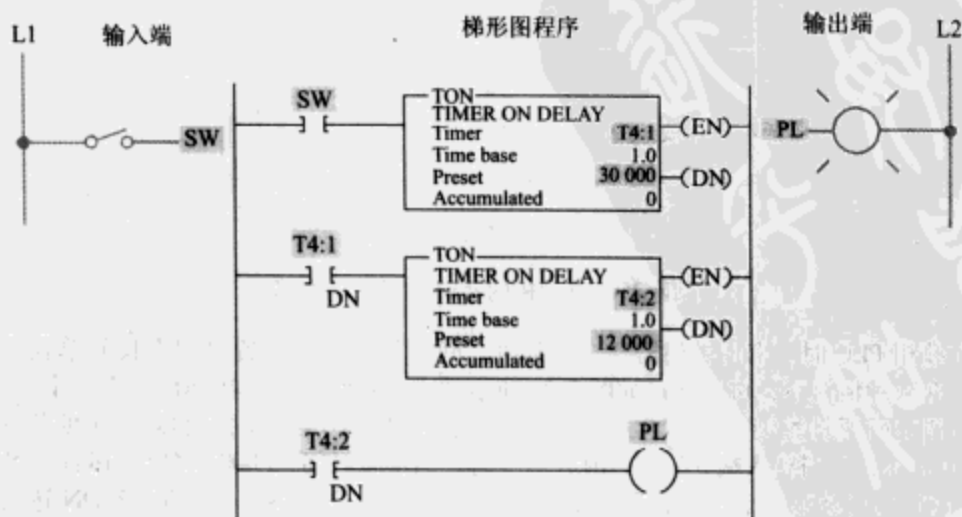 L1 输入端 梯形图程序 输出端 L2
SW
SW
TON
TIMER ON DELAY
Timer T4:1
Time base 1.0
Preset 30 000
Accumulated 0
(EN)
(DN)
PL
T4:1
DN
TON
TIMER ON DELAY
Timer T4:2
Time base 1.0
Preset 12 000
Accumulated 0
(EN)
(DN)
T4:2
DN
PL